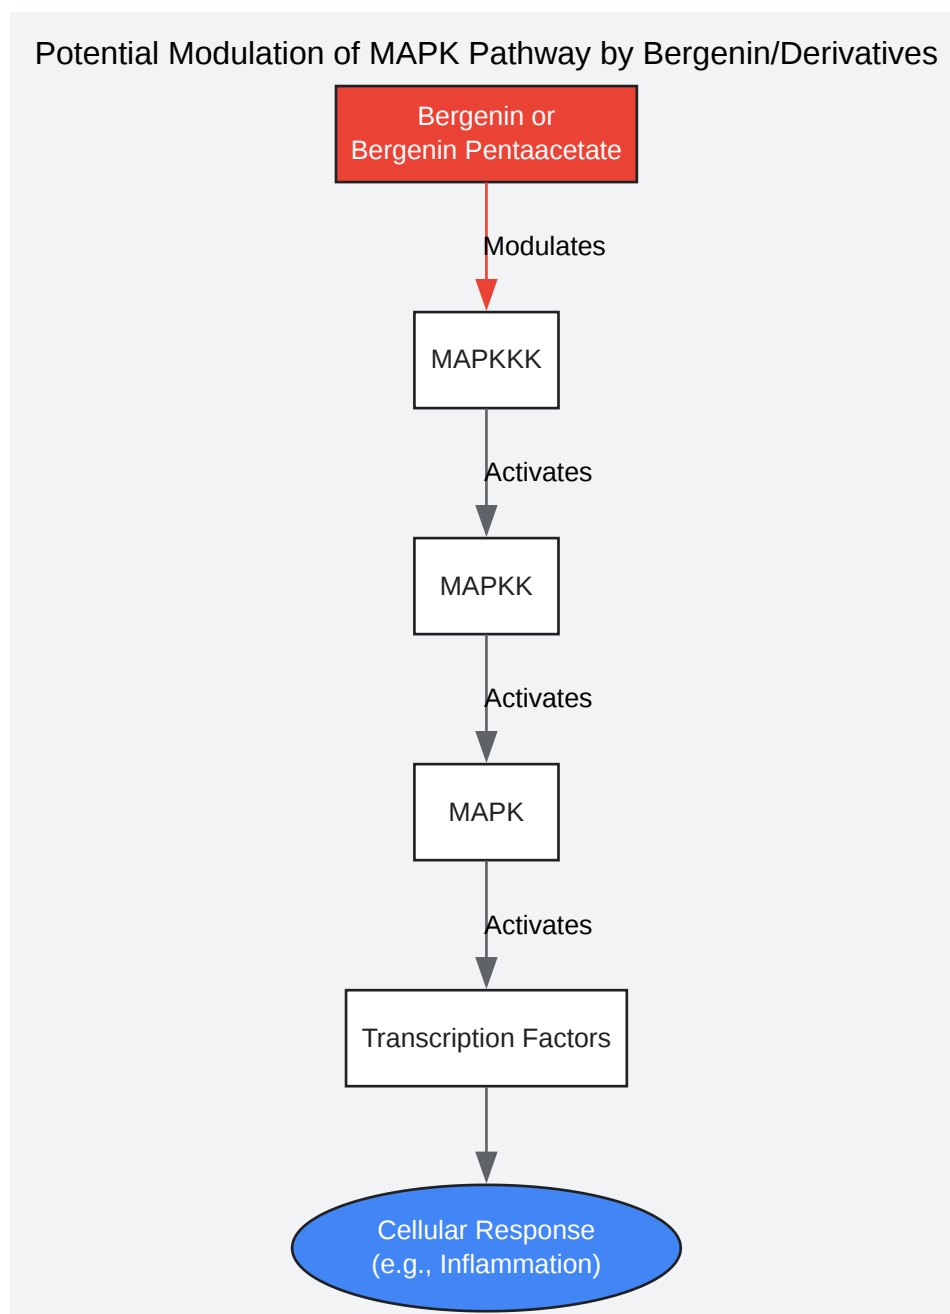 Potential Modulation of MAPK Pathway by Bergenin/Derivatives
Bergenin or
Bergenin Pentaacetate
Modulates
MAPKKK
Activates
MAPKK
Activates
MAPK
Activates
Transcription Factors
Cellular Response
(e.g., Inflammation)